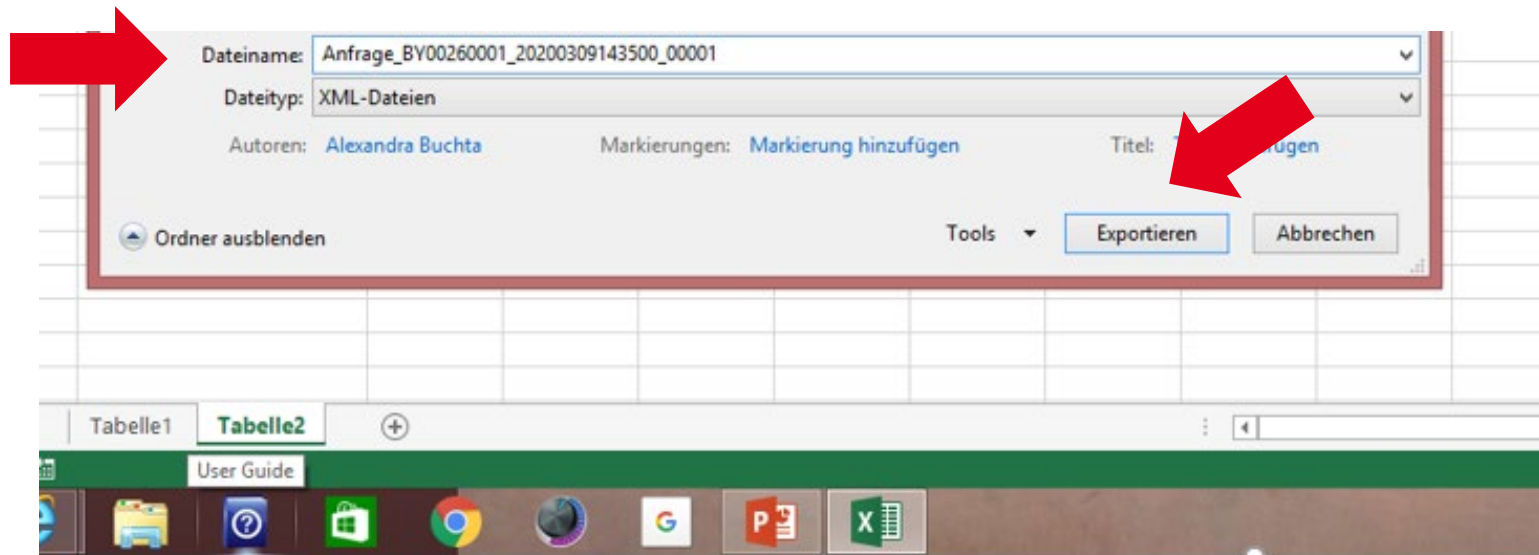 Dateiname: Anfrage_BY00260001_20200309143500_00001
Dateityp: XML-Dateien
Autoren: Alexandra Buchta Markierungen: Markierung hinzufügen Titel:
Ordner ausblenden Tools Exportieren Abbrechen
Tabelle1 Tabelle2
User Guide
G P X